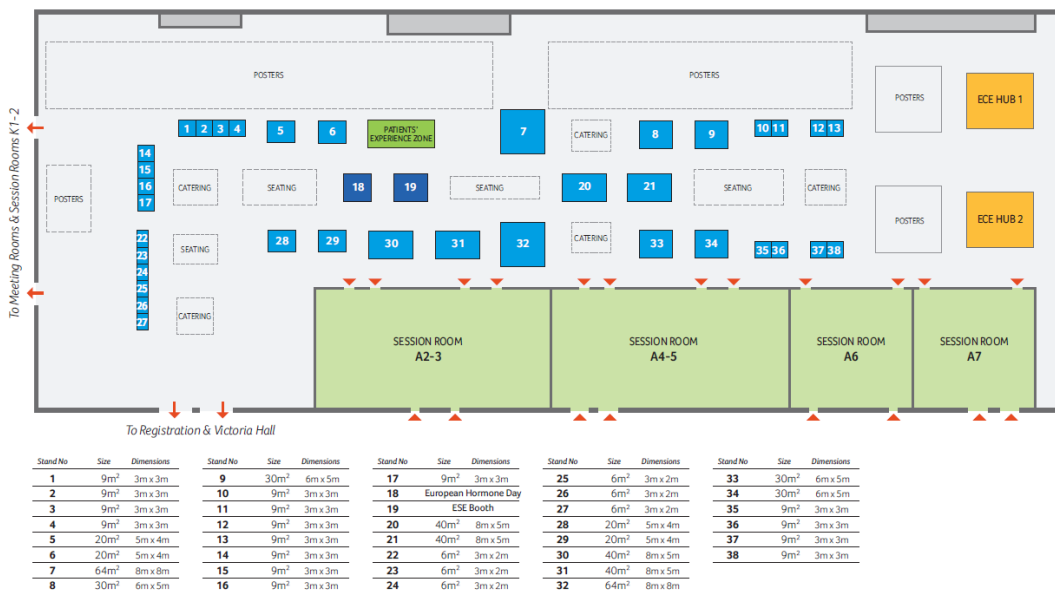 POSTERS
POSTERS
POSTERS
ECE HUB 1
1 2 3 4
5
6
PATIENTS'
EXPERIENCE ZONE
7
CATERING
8
9
10 11
12 13
To Meeting Rooms & Session Rooms K1-2
14
15
16
17
POSTERS
CATERING
SEATING
18
19
SEATING
20
21
SEATING
CATERING
POSTERS
ECE HUB 2
22
23
24
25
26
27
SEATING
CATERING
28
29
30
31
32
CATERING
33
34
35 36
37 38
SESSION ROOM
A2-3
SESSION ROOM
A4-5
SESSION ROOM
A6
SESSION ROOM
A7
To Registration & Victoria Hall
Stand No Size Dimensions
1 9m² 3m x 3m
2 9m² 3m x 3m
3 9m² 3m x 3m
4 9m² 3m x 3m
5 20m² 5m x 4m
6 20m² 5m x 4m
7 64m² 8m x 8m
8 30m² 6m x 5m
Stand No Size Dimensions
9 30m² 6m x 5m
10 9m² 3m x 3m
11 9m² 3m x 3m
12 9m² 3m x 3m
13 9m² 3m x 3m
14 9m² 3m x 3m
15 9m² 3m x 3m
16 9m² 3m x 3m
Stand No Size Dimensions
17 9m² 3m x 3m
18 European Hormone Day
19 ESE Booth
20 40m² 8m x 5m
21 40m² 8m x 5m
22 6m² 3m x 2m
23 6m² 3m x 2m
24 6m² 3m x 2m
Stand No Size Dimensions
25 6m² 3m x 2m
26 6m² 3m x 2m
27 6m² 3m x 2m
28 20m² 5m x 4m
29 20m² 5m x 4m
30 40m² 8m x 5m
31 40m² 8m x 5m
32 64m² 8m x 8m
Stand No Size Dimensions
33 30m² 6m x 5m
34 30m² 6m x 5m
35 9m² 3m x 3m
36 9m² 3m x 3m
37 9m² 3m x 3m
38 9m² 3m x 3m